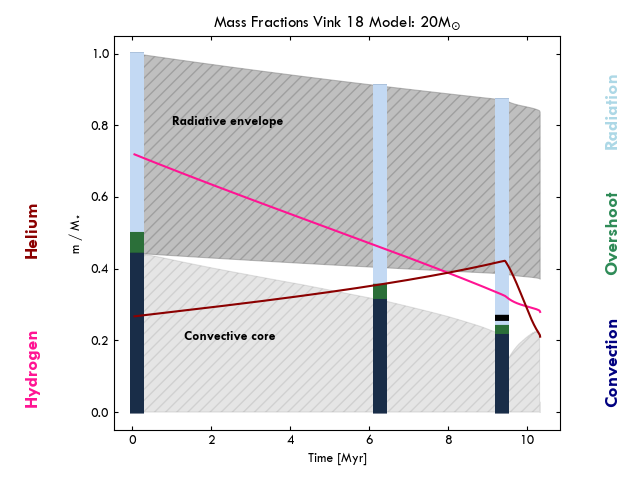 Mass Fractions Vink 18 Model: 20M☉
1.0
0.8
0.6
0.4
0.2
0.0
m / M⋆
Radiative envelope
Convective core
0
2
4
6
8
10
Time [Myr]
Helium
Hydrogen
Radiation
Overshoot
Convection